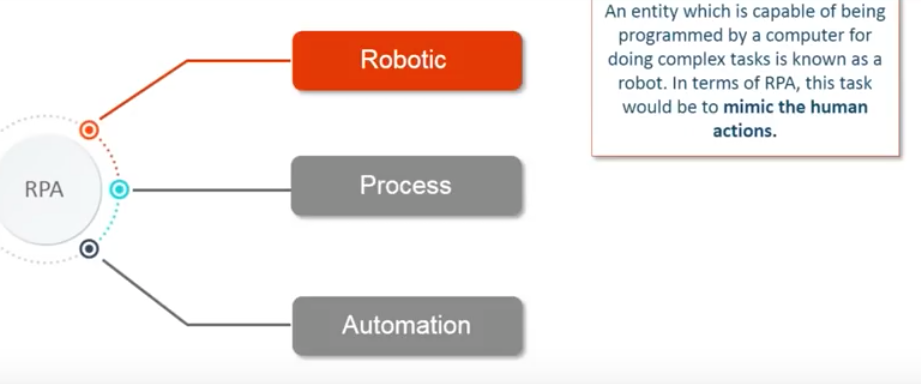 RPA
Robotic
Process
Automation
An entity which is capable of being
programmed by a computer for
doing complex tasks is known as a
robot. In terms of RPA, this task
would be to mimic the human
actions.